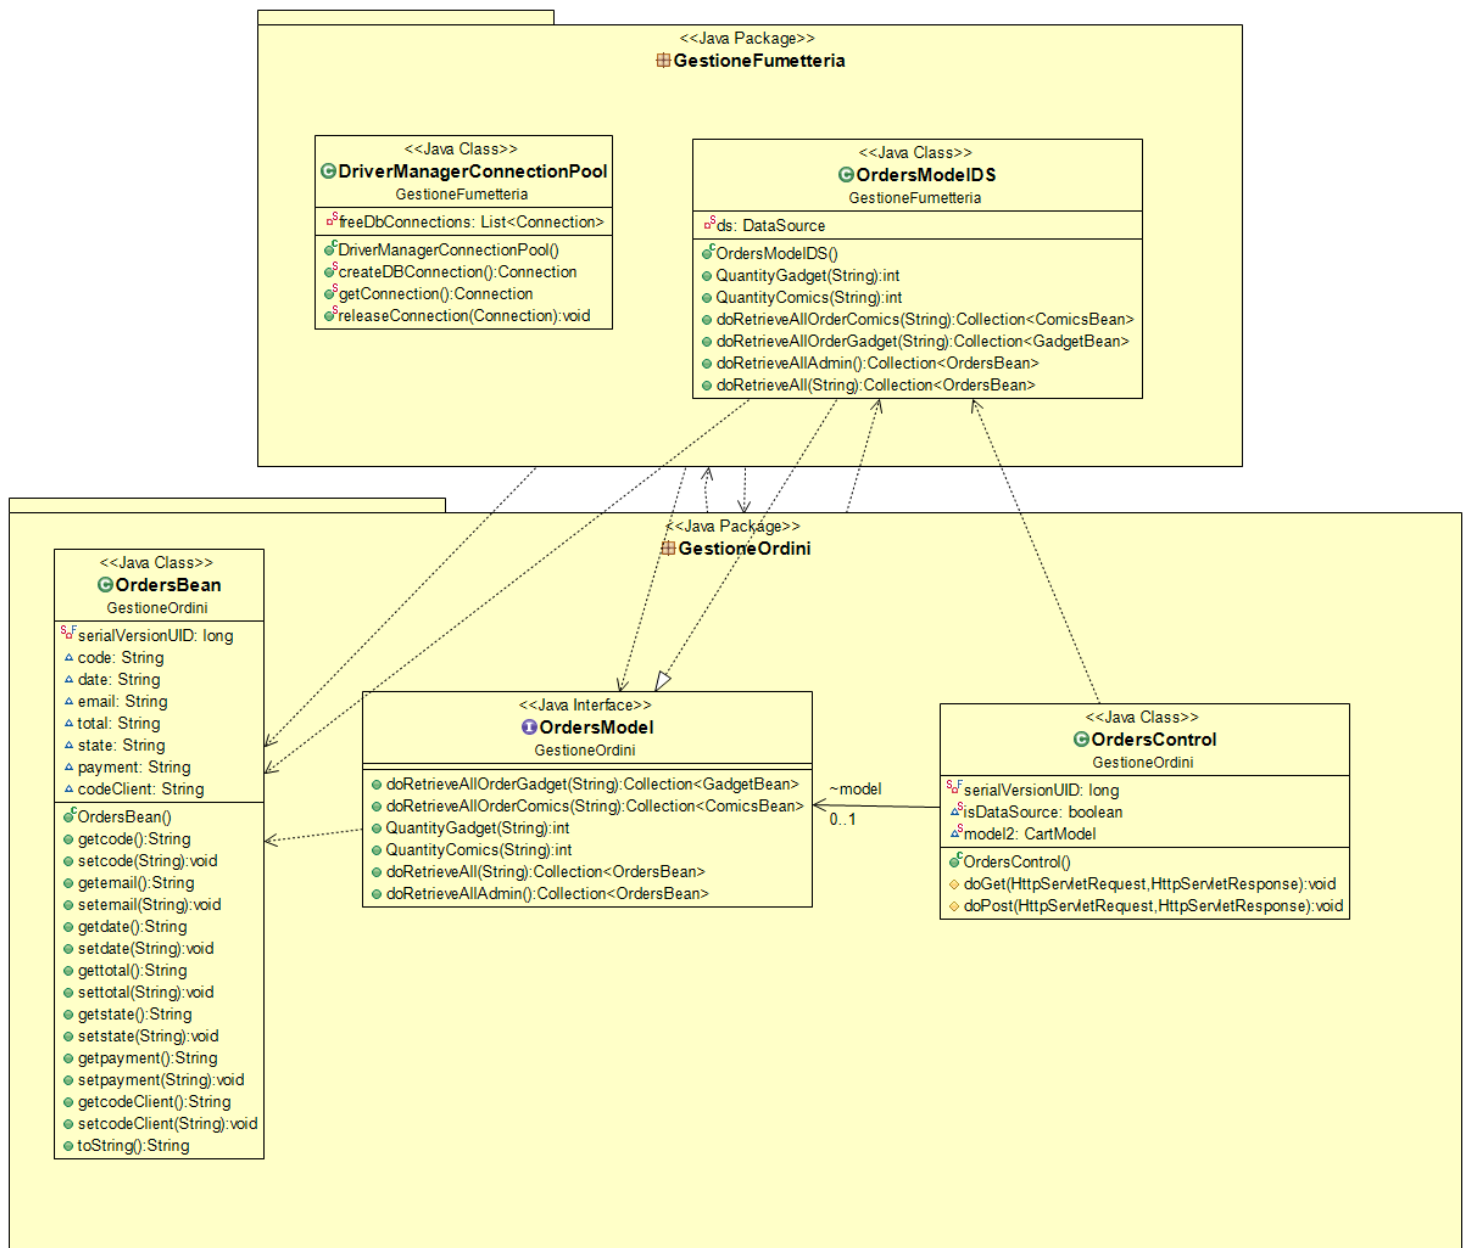 <<Java Package>>
GestioneFumetteria
<<Java Class>>
DriverManagerConnectionPool
GestioneFumetteria
freeDbConnections: List<Connection>
DriverManagerConnectionPool()
createDBConnection():Connection
getConnection():Connection
releaseConnection(Connection):void
<<Java Class>>
OrdersModelDS
GestioneFumetteria
ds: DataSource
OrdersModelDS()
QuantityGadget(String):int
QuantityComics(String):int
doRetrieveAllOrderComics(String):Collection<ComicsBean>
doRetrieveAllOrderGadget(String):Collection<GadgetBean>
doRetrieveAllAdmin():Collection<OrdersBean>
doRetrieveAll(String):Collection<OrdersBean>
<<Java Package>>
GestioneOrdini
<<Java Class>>
OrdersBean
GestioneOrdini
serialVersionUID: long
code: String
date: String
email: String
total: String
state: String
payment: String
codeClient: String
OrdersBean()
getcode():String
setcode(String):void
getemail():String
setemail(String):void
getdate():String
setdate(String):void
gettotal():String
settotal(String):void
getstate():String
setstate(String):void
getpayment():String
setpayment(String):void
getcodeClient():String
setcodeClient(String):void
toString():String
<<Java Interface>>
OrdersModel
GestioneOrdini
doRetrieveAllOrderGadget(String):Collection<GadgetBean>
doRetrieveAllOrderComics(String):Collection<ComicsBean>
QuantityGadget(String):int
QuantityComics(String):int
doRetrieveAll(String):Collection<OrdersBean>
doRetrieveAllAdmin():Collection<OrdersBean>
~model
0..1
<<Java Class>>
OrdersControl
GestioneOrdini
serialVersionUID: long
isDataSource: boolean
model2: CartModel
OrdersControl()
doGet(HttpServletRequest,HttpServletResponse):void
doPost(HttpServletRequest,HttpServletResponse):void